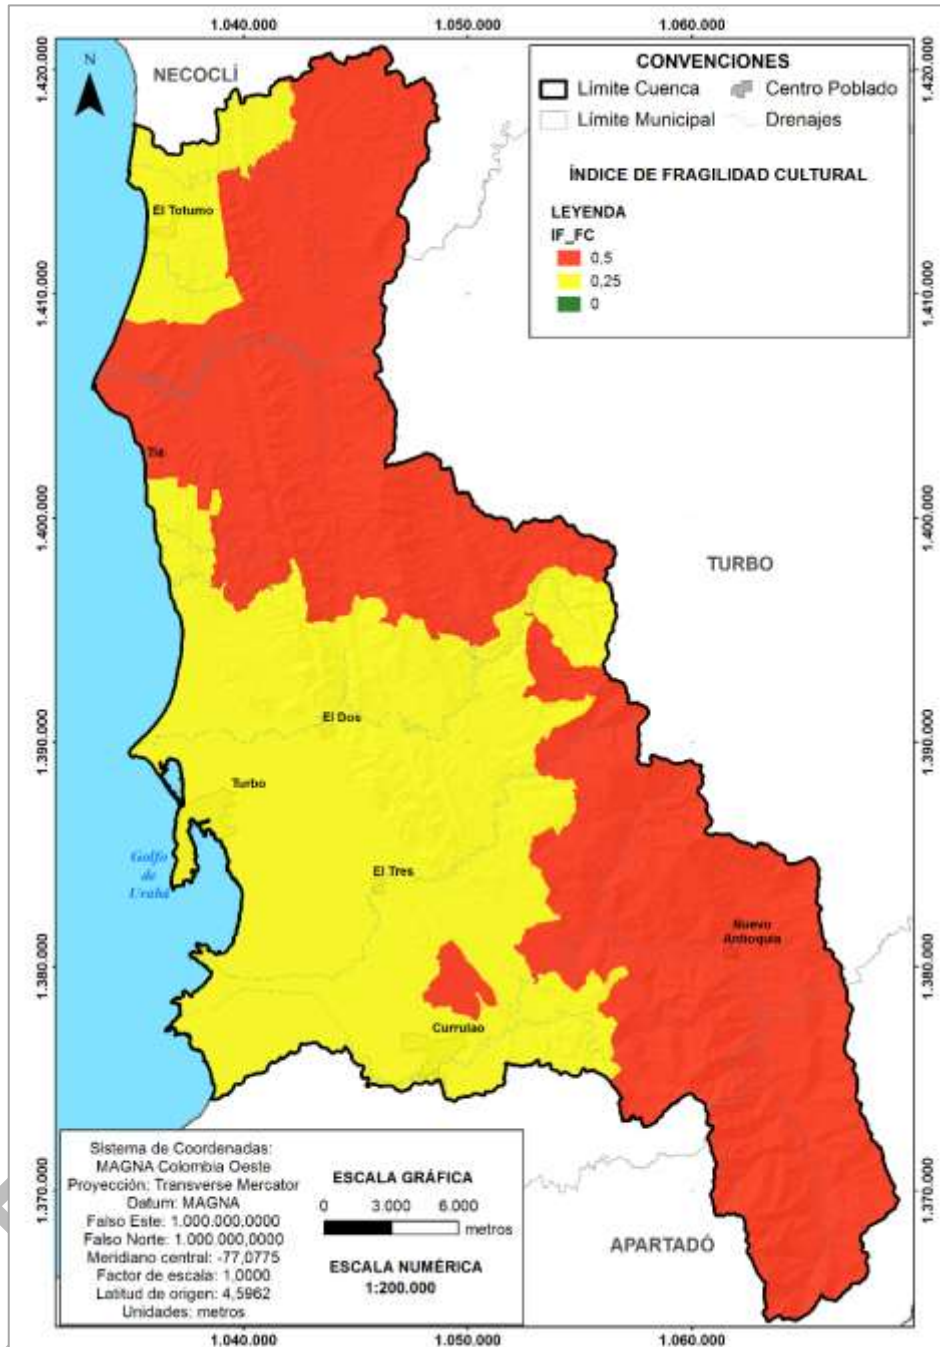 1.040.000 1.050.000 1.060.000
1.420.000
1.410.000
1.400.000
1.390.000
1.380.000
1.370.000
N
NECOCLÍ
CONVENCIONES
Límite Cuenca
Centro Poblado
Límite Municipal
Drenajes
ÍNDICE DE FRAGILIDAD CULTURAL
LEYENDA
IF_FC
0,5
0,25
0
1.420.000
1.410.000
1.400.000
1.390.000
1.380.000
1.370.000
El Totumo
Tié
TURBO
El Dos
Turbo
Golfo
de
Urabá
El Tres
Nuevo
Antioquia
Currulao
APARTADÓ
Sistema de Coordenadas:
MAGNA Colombia Oeste
Proyección: Transverse Mercator
Datum: MAGNA
Falso Este: 1.000.000,0000
Falso Norte: 1.000.000,0000
Meridiano central: -77,0775
Factor de escala: 1,0000
Latitud de origen: 4,5962
Unidades: metros
ESCALA GRÁFICA
0 3.000 6.000
metros
ESCALA NUMÉRICA
1:200.000
1.040.000 1.050.000 1.060.000